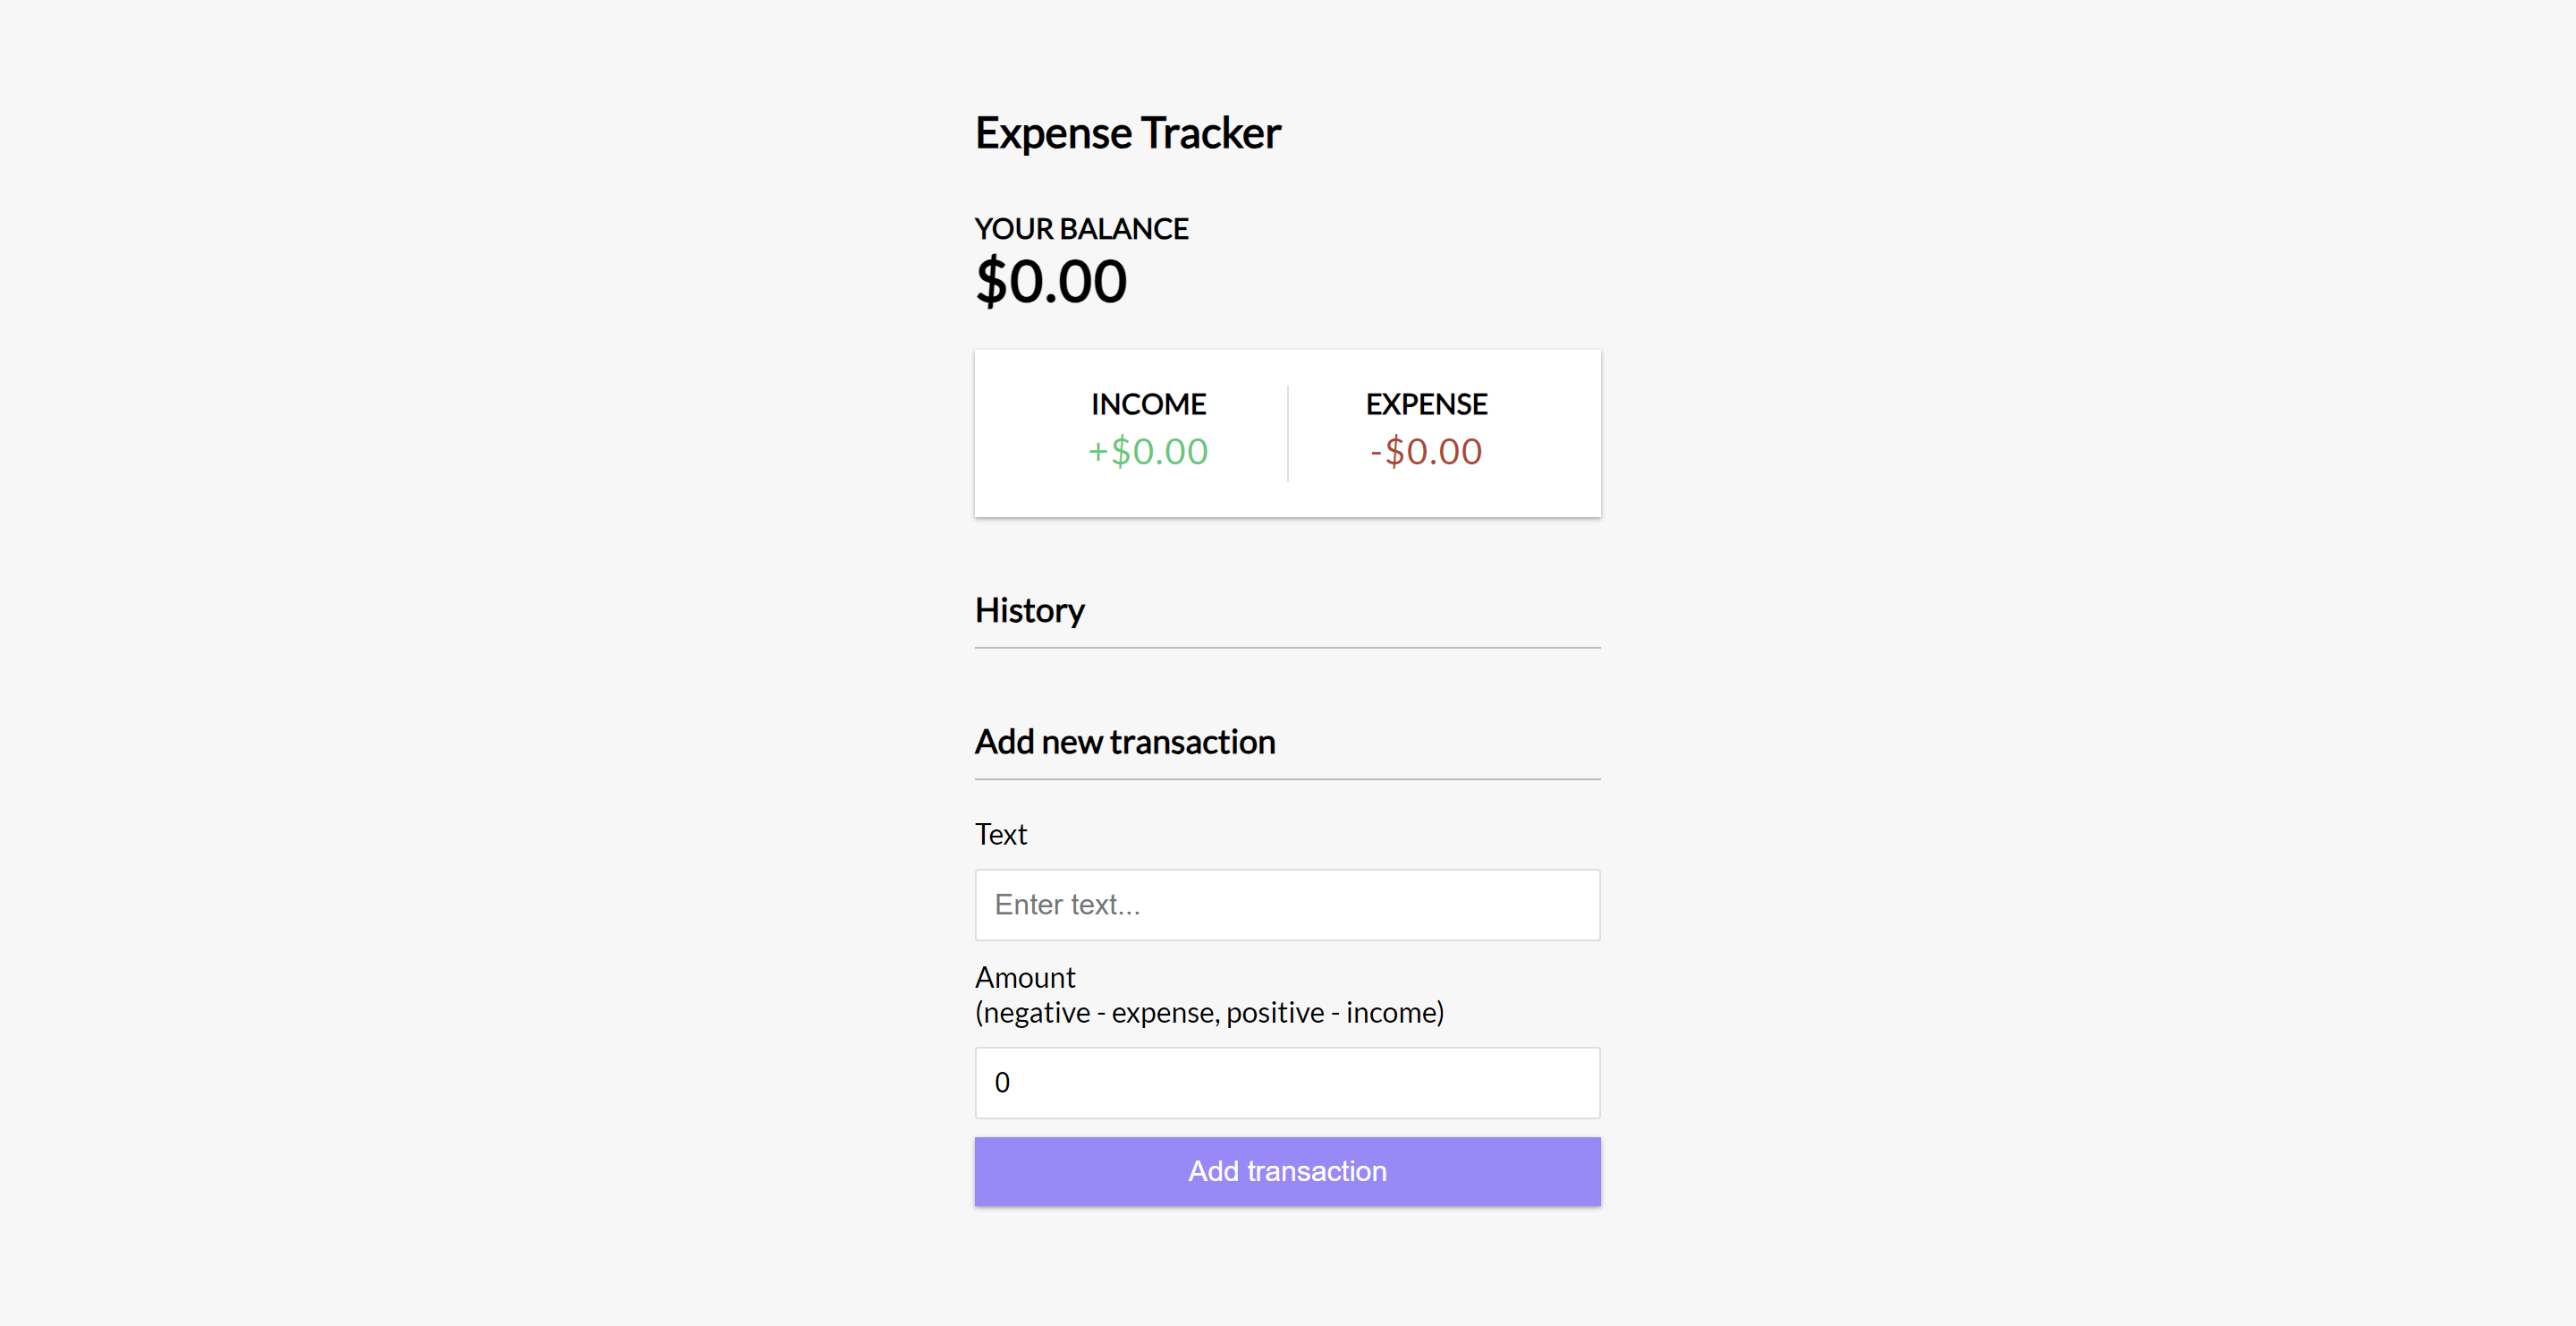 Expense Tracker
YOUR BALANCE
$0.00
INCOME
+$0.00
EXPENSE
-$0.00
History
Add new transaction
Text
Enter text...
Amount
(negative - expense, positive - income)
0
Add transaction